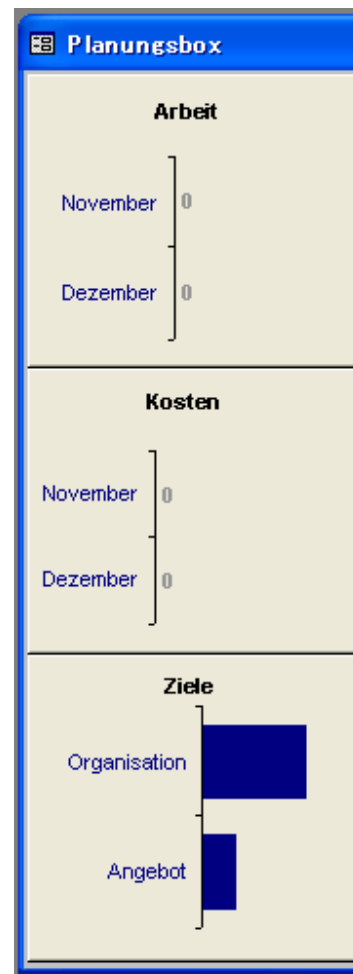 Planungsbox
Arbeit
November 0
Dezember 0
Kosten
November 0
Dezember 0
Ziele
Organisation
Angebot